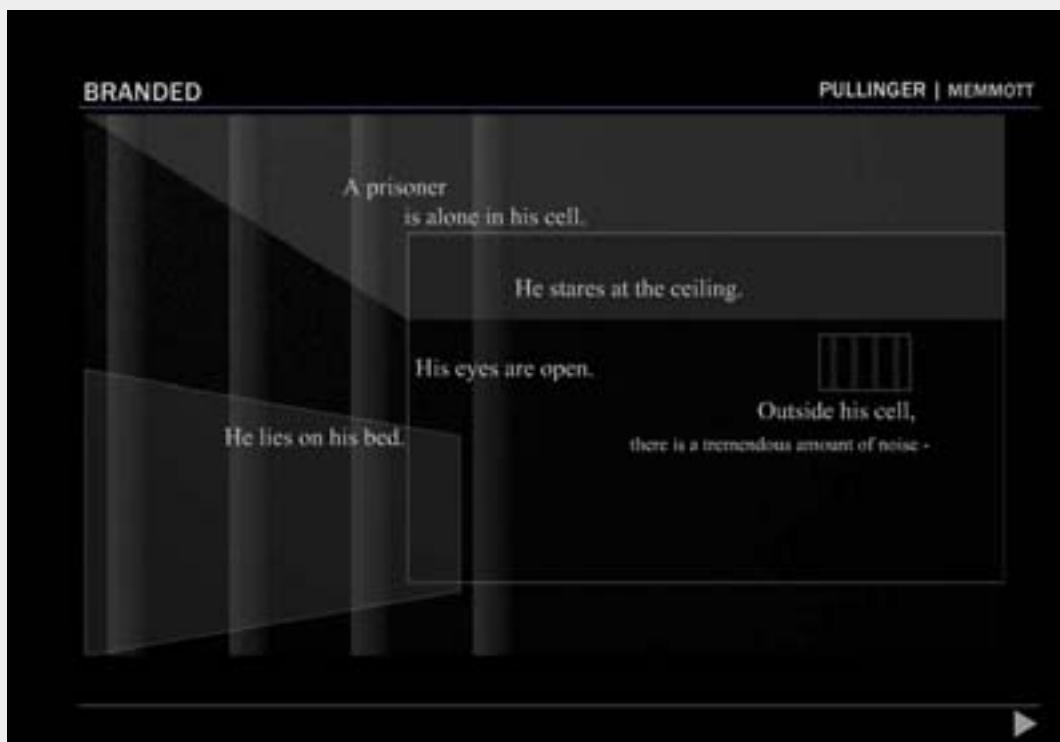 BRANDED
PULLINGER | MEMMOTT
A prisoner
is alone in his cell.
He stares at the ceiling.
His eyes are open.
He lies on his bed.
Outside his cell,
there is a tremendous amount of noise -